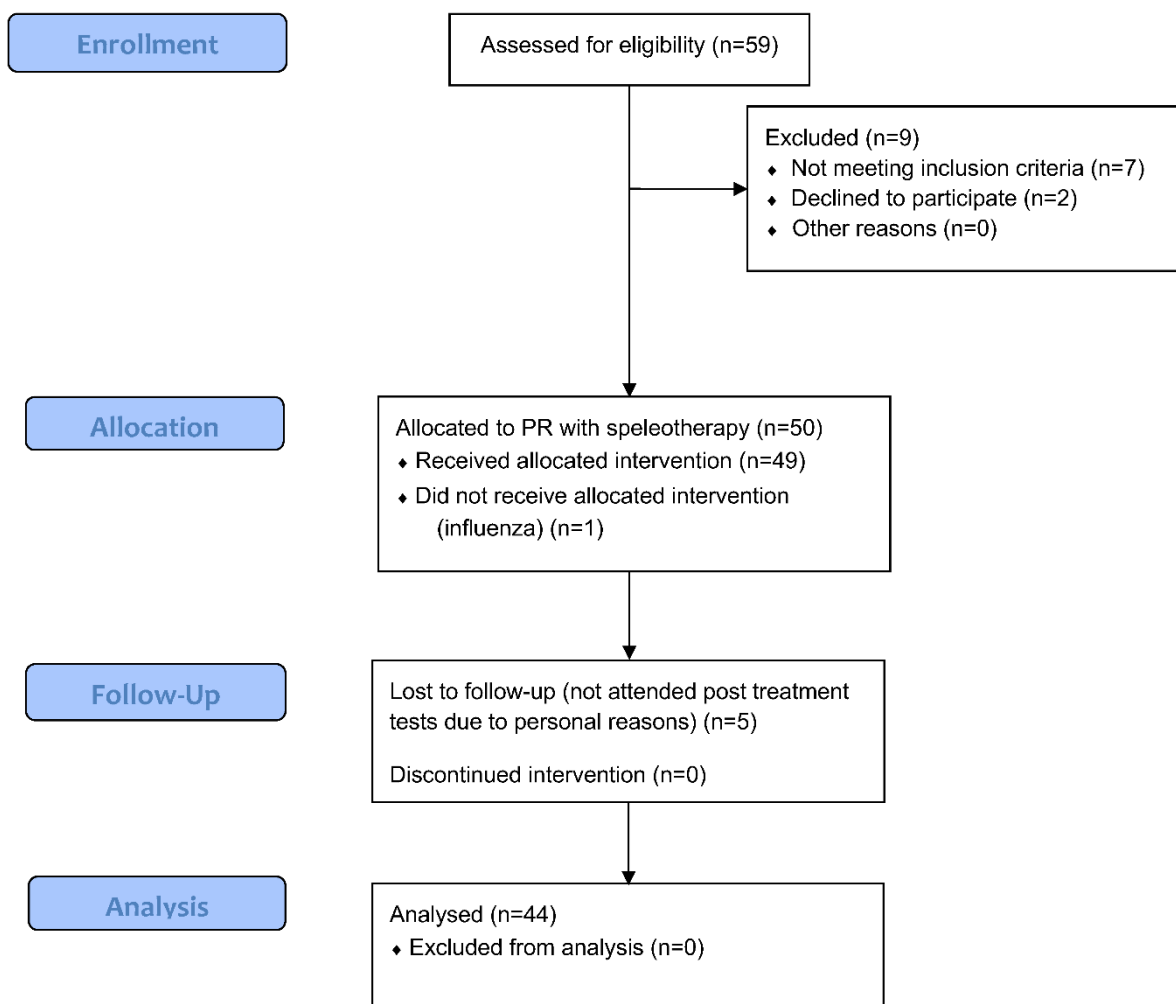 Enrollment
Assessed for eligibility (n=59)
Excluded (n=9)
♦ Not meeting inclusion criteria (n=7)
♦ Declined to participate (n=2)
♦ Other reasons (n=0)
Allocation
Allocated to PR with speleotherapy (n=50)
♦ Received allocated intervention (n=49)
♦ Did not receive allocated intervention
(influenza) (n=1)
Follow-Up
Lost to follow-up (not attended post treatment
tests due to personal reasons) (n=5)
Discontinued intervention (n=0)
Analysis
Analysed (n=44)
♦ Excluded from analysis (n=0)